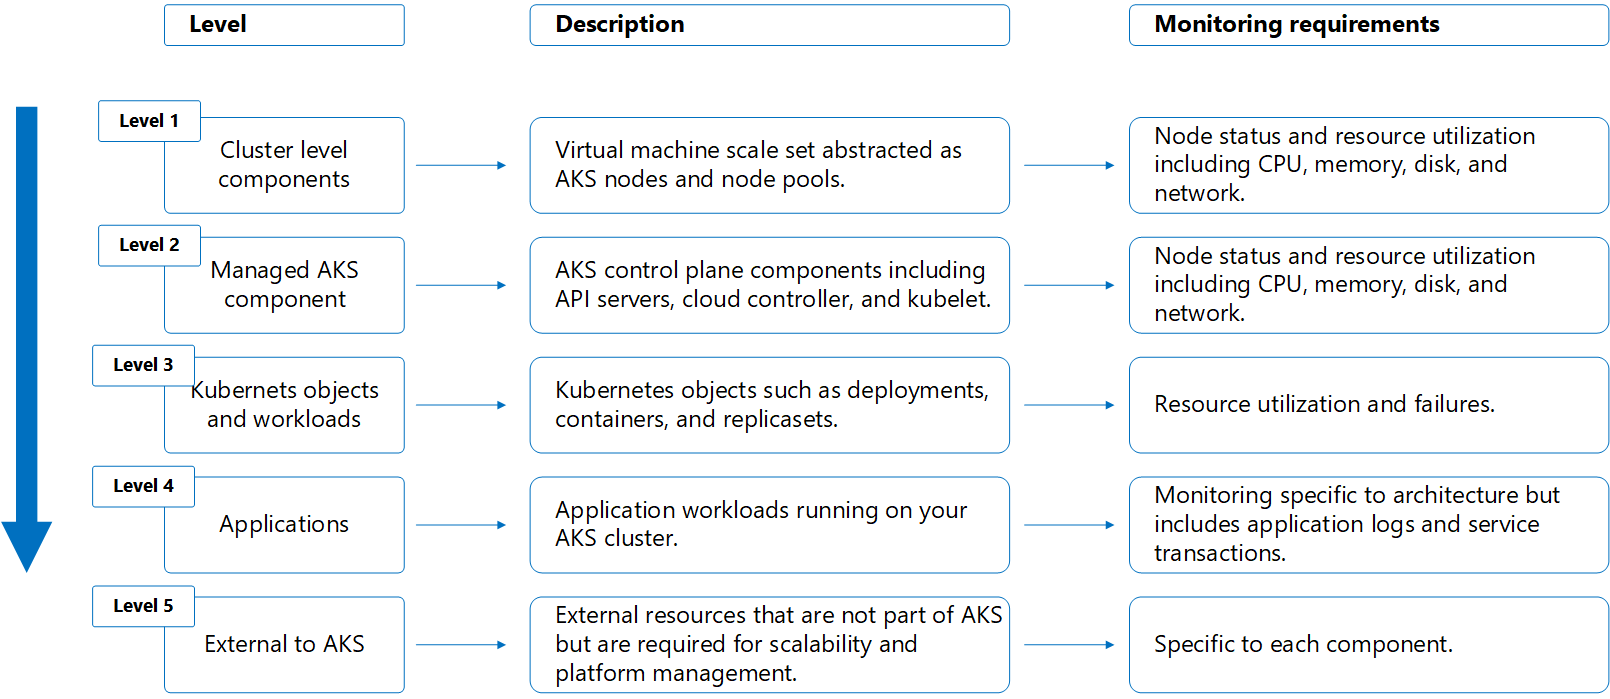 Level
Description
Monitoring requirements
Level 1
Cluster level
components
Virtual machine scale set abstracted as
AKS nodes and node pools.
Node status and resource utilization
including CPU, memory, disk, and
network.
Level 2
Managed AKS
component
AKS control plane components including
API servers, cloud controller, and kubelet.
Node status and resource utilization
including CPU, memory, disk, and
network.
Level 3
Kubernets objects
and workloads
Kubernetes objects such as deployments,
containers, and replicasets.
Resource utilization and failures.
Level 4
Applications
Application workloads running on your
AKS cluster.
Monitoring specific to architecture but
includes application logs and service
transactions.
Level 5
External to AKS
External resources that are not part of AKS
but are required for scalability and
platform management.
Specific to each component.